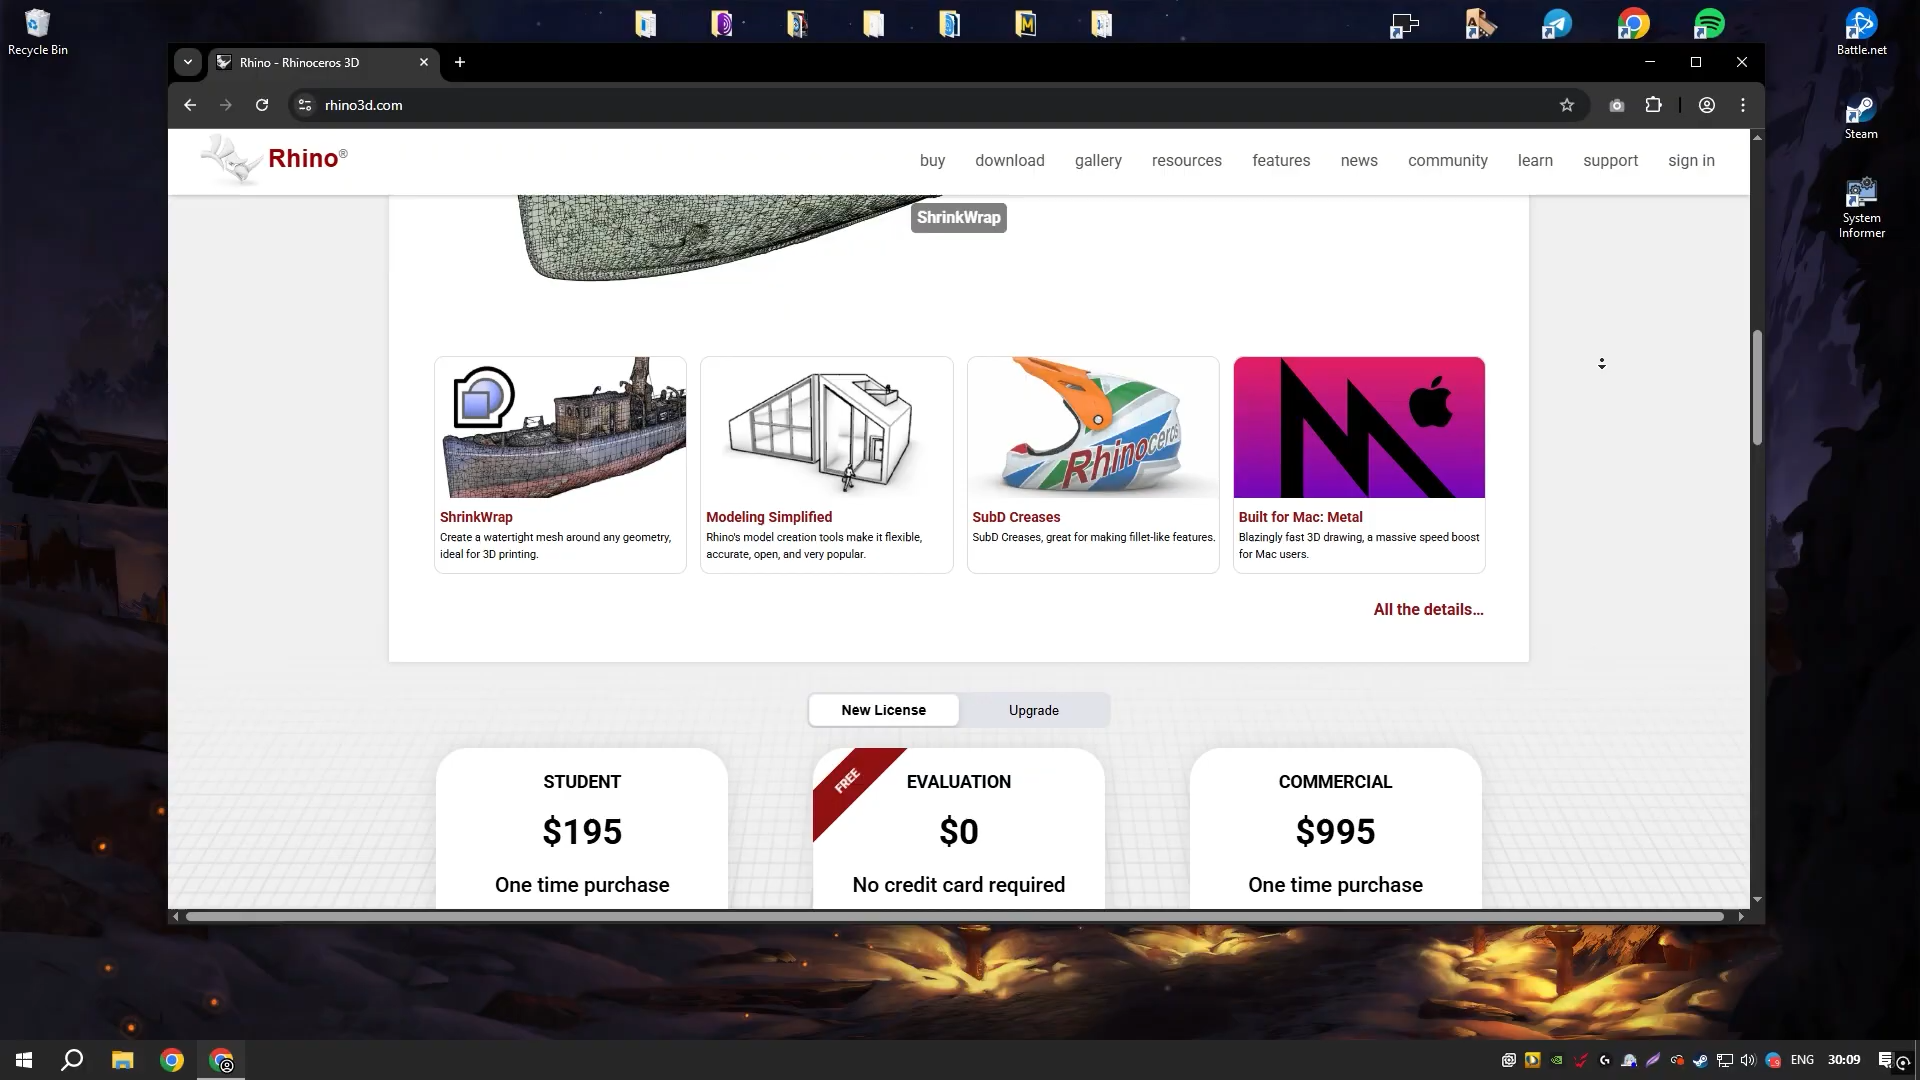 Recycle Bin
Battle.net
Steam
System
Informer
Rhino - Rhinoceros 3D
rhino3d.com
Rhino®
buy
download
gallery
resources
features
news
community
learn
support
sign in
ShrinkWrap
Rhinoceros
ShrinkWrap
Create a watertight mesh around any geometry,
ideal for 3D printing.
Modeling Simplified
Rhino's model creation tools make it flexible,
accurate, open, and very popular.
SubD Creases
SubD Creases, great for making fillet-like features.
Built for Mac: Metal
Blazingly fast 3D drawing, a massive speed boost
for Mac users.
All the details...
New License
Upgrade
STUDENT
$195
One time purchase
FREE
EVALUATION
$0
No credit card required
COMMERCIAL
$995
One time purchase
ENG
30:09